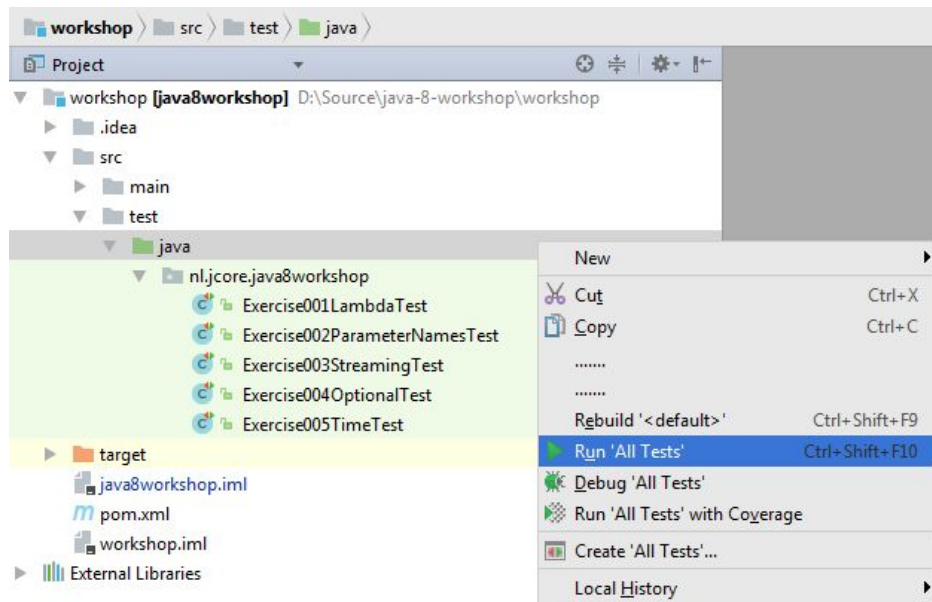 workshop src test java
Project
workshop [java8workshop] D:\Source\java-8-workshop\workshop
.idea
src
main
test
java
nl.jcore.java8workshop
Exercise001LambdaTest
Exercise002ParameterNamesTest
Exercise003StreamingTest
Exercise004OptionalTest
Exercise005TimeTest
target
java8workshop.iml
m pom.xml
workshop.iml
External Libraries
New
Cut Ctrl+X
Copy Ctrl+C
.......
.......
Rebuild '<default>' Ctrl+Shift+F9
Run 'All Tests' Ctrl+Shift+F10
Debug 'All Tests'
Run 'All Tests' with Coverage
Create 'All Tests'...
Local History